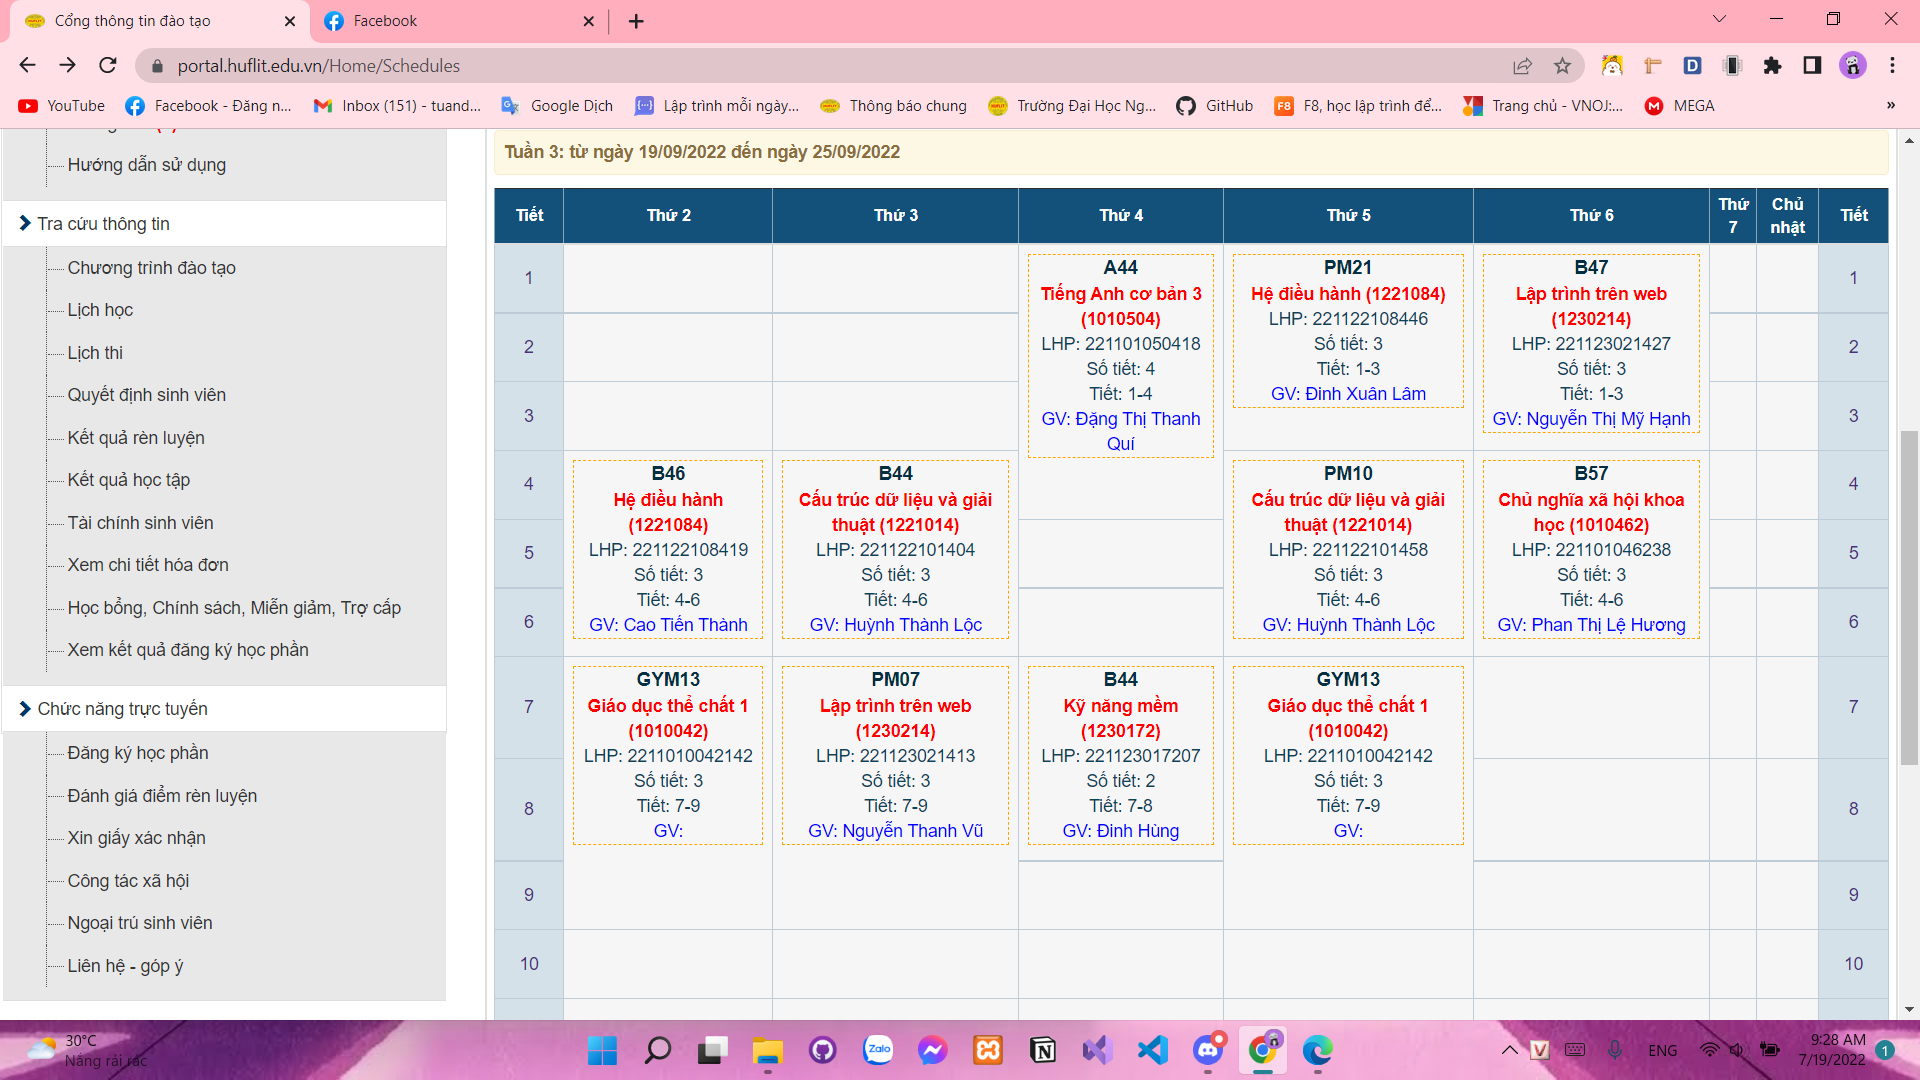 Cổng thông tin đào tạo
Facebook
portal.huflit.edu.vn/Home/Schedules
YouTube
Facebook - Đăng n...
Inbox (151) - tuand...
Google Dịch
Lập trình mỗi ngày...
Thông báo chung
Trường Đại Học Ng...
GitHub
F8, học lập trình để...
Trang chủ - VNOJ:...
MEGA
»
Hướng dẫn sử dụng
Tra cứu thông tin
Chương trình đào tạo
Lịch học
Lịch thi
Quyết định sinh viên
Kết quả rèn luyện
Kết quả học tập
Tài chính sinh viên
Xem chi tiết hóa đơn
Học bổng, Chính sách, Miễn giảm, Trợ cấp
Xem kết quả đăng ký học phần
Chức năng trực tuyến
Đăng ký học phần
Đánh giá điểm rèn luyện
Xin giấy xác nhận
Công tác xã hội
Ngoại trú sinh viên
Liên hệ - góp ý
Tuần 3: từ ngày 19/09/2022 đến ngày 25/09/2022
Tiết
Thứ 2
Thứ 3
Thứ 4
Thứ 5
Thứ 6
Thứ
7
Chủ
nhật
Tiết
1
2
3
A44
Tiếng Anh cơ bản 3
(1010504)
LHP: 221101050418
Số tiết: 4
Tiết: 1-4
GV: Đặng Thị Thanh
Quí
PM21
Hệ điều hành (1221084)
LHP: 221122108446
Số tiết: 3
Tiết: 1-3
GV: Đinh Xuân Lâm
B47
Lập trình trên web
(1230214)
LHP: 221123021427
Số tiết: 3
Tiết: 1-3
GV: Nguyễn Thị Mỹ Hạnh
1
2
3
4
5
6
B46
Hệ điều hành
(1221084)
LHP: 221122108419
Số tiết: 3
Tiết: 4-6
GV: Cao Tiến Thành
B44
Cấu trúc dữ liệu và giải
thuật (1221014)
LHP: 221122101404
Số tiết: 3
Tiết: 4-6
GV: Huỳnh Thành Lộc
PM10
Cấu trúc dữ liệu và giải
thuật (1221014)
LHP: 221122101458
Số tiết: 3
Tiết: 4-6
GV: Huỳnh Thành Lộc
B57
Chủ nghĩa xã hội khoa
học (1010462)
LHP: 221101046238
Số tiết: 3
Tiết: 4-6
GV: Phan Thị Lệ Hương
4
5
6
7
8
9
10
GYM13
Giáo dục thể chất 1
(1010042)
LHP: 2211010042142
Số tiết: 3
Tiết: 7-9
GV:
PM07
Lập trình trên web
(1230214)
LHP: 221123021413
Số tiết: 3
Tiết: 7-9
GV: Nguyễn Thanh Vũ
B44
Kỹ năng mềm
(1230172)
LHP: 221123017207
Số tiết: 2
Tiết: 7-8
GV: Đinh Hùng
GYM13
Giáo dục thể chất 1
(1010042)
LHP: 2211010042142
Số tiết: 3
Tiết: 7-9
GV:
7
8
9
10
30°C
Nắng rải rác
Zalo
ENG
9:28 AM
7/19/2022
1